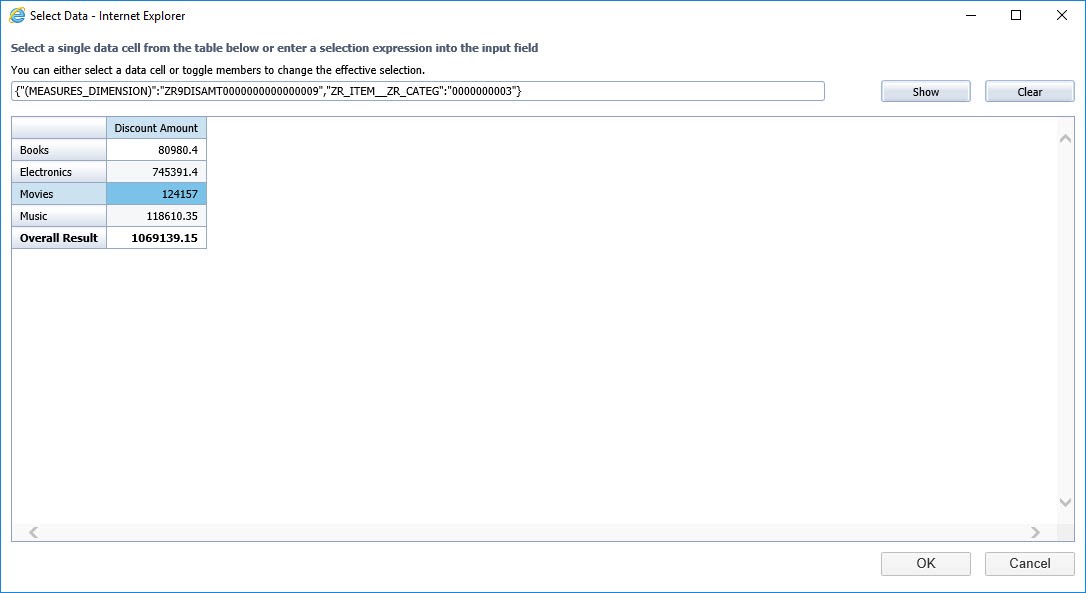 Select Data - Internet Explorer
Select a single data cell from the table below or enter a selection expression into the input field
You can either select a data cell or toggle members to change the effective selection.
{"(MEASURES_DIMENSION)":"ZR9DISAMT0000000000000009","ZR_ITEM__ZR_CATEG":"0000000003"} Show Clear
Discount Amount
Books 80980.4
Electronics 745391.4
Movies 124157
Music 118610.35
Overall Result 1069139.15
OK Cancel